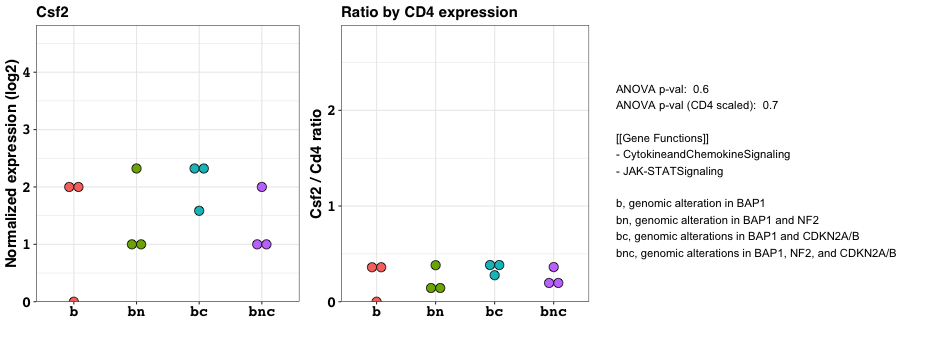 Csf2
Normalized expression (log2)
4
3
2
1
0
b
bn
bc
bnc
Ratio by CD4 expression
Csf2 / Cd4 ratio
2
1
0
b
bn
bc
bnc
ANOVA p-val:  0.6
ANOVA p-val (CD4 scaled):  0.7
[[Gene Functions]]
- CytokineandChemokineSignaling
- JAK-STATSignaling
b, genomic alteration in BAP1
bn, genomic alteration in BAP1 and NF2
bc, genomic alterations in BAP1 and CDKN2A/B
bnc, genomic alterations in BAP1, NF2, and CDKN2A/B